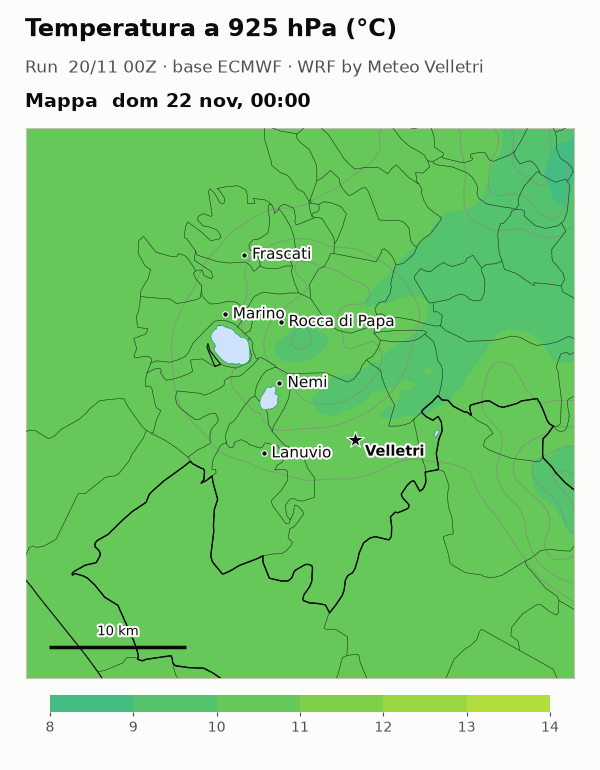 Temperatura a 925 hPa (°C)
Run  20/11 00Z · base ECMWF · WRF by Meteo Velletri
Mappa  dom 22 nov, 00:00
Frascati
Marino
Rocca di Papa
Nemi
Velletri
Lanuvio
10 km
8 9 10 11 12 13 14